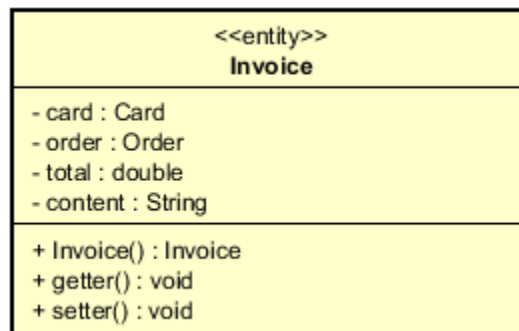 <<entity>>
Invoice
- card : Card
- order : Order
- total : double
- content : String
+ Invoice() : Invoice
+ getter() : void
+ setter() : void